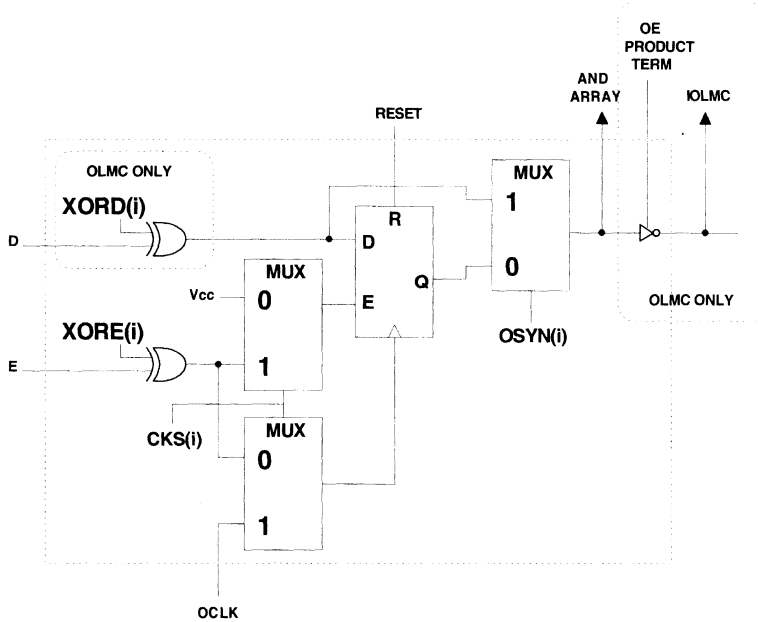 OE
PRODUCT
TERM
AND
ARRAY
IOLMC
RESET
OLMC ONLY
MUX
XORD(i)
1
R
D
D
0
MUX
Q
Vcc
0
E
OLMC ONLY
XORE(i)
OSYN(i)
E
1
MUX
CKS(i)
0
1
OCLK